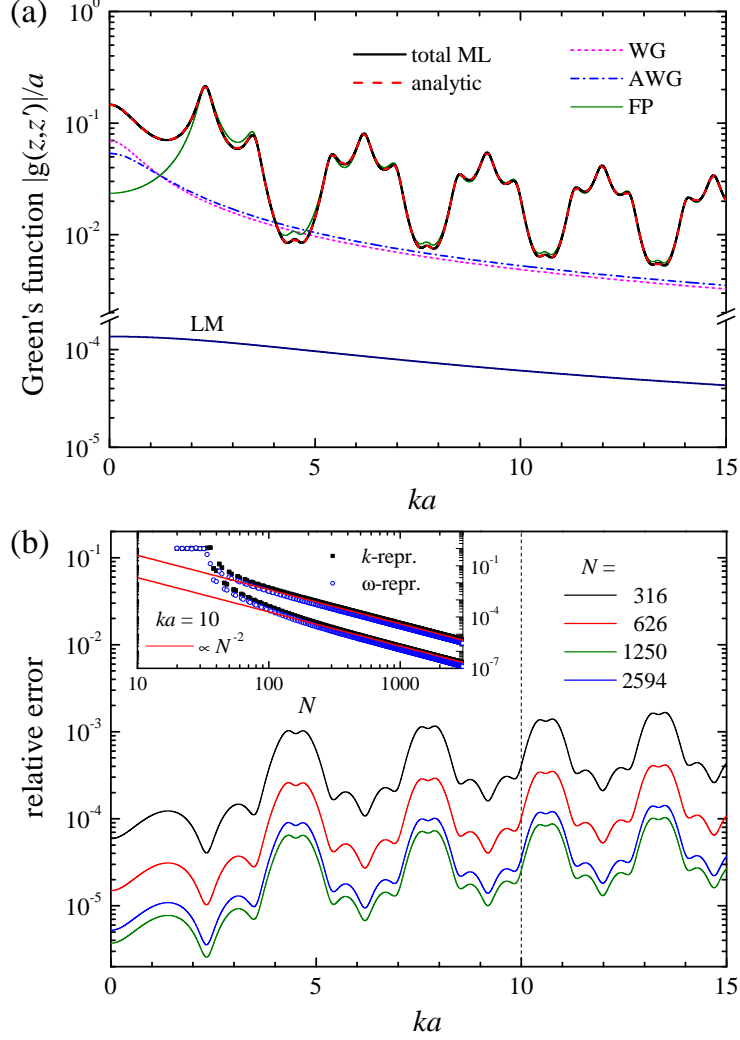 (a)
10^0
10^-1
10^-2
10^-4
10^-5
Green's function |g(z,z′)|/a
total ML
analytic
WG
AWG
FP
LM
0 5 10 15
ka
(b)
10^-1
10^-2
10^-3
10^-4
10^-5
relative error
k-repr.
ω-repr.
ka = 10
∝ N^-2
10^-1
10^-4
10^-7
10 100 1000
N
N =
316
626
1250
2594
0 5 10 15
ka